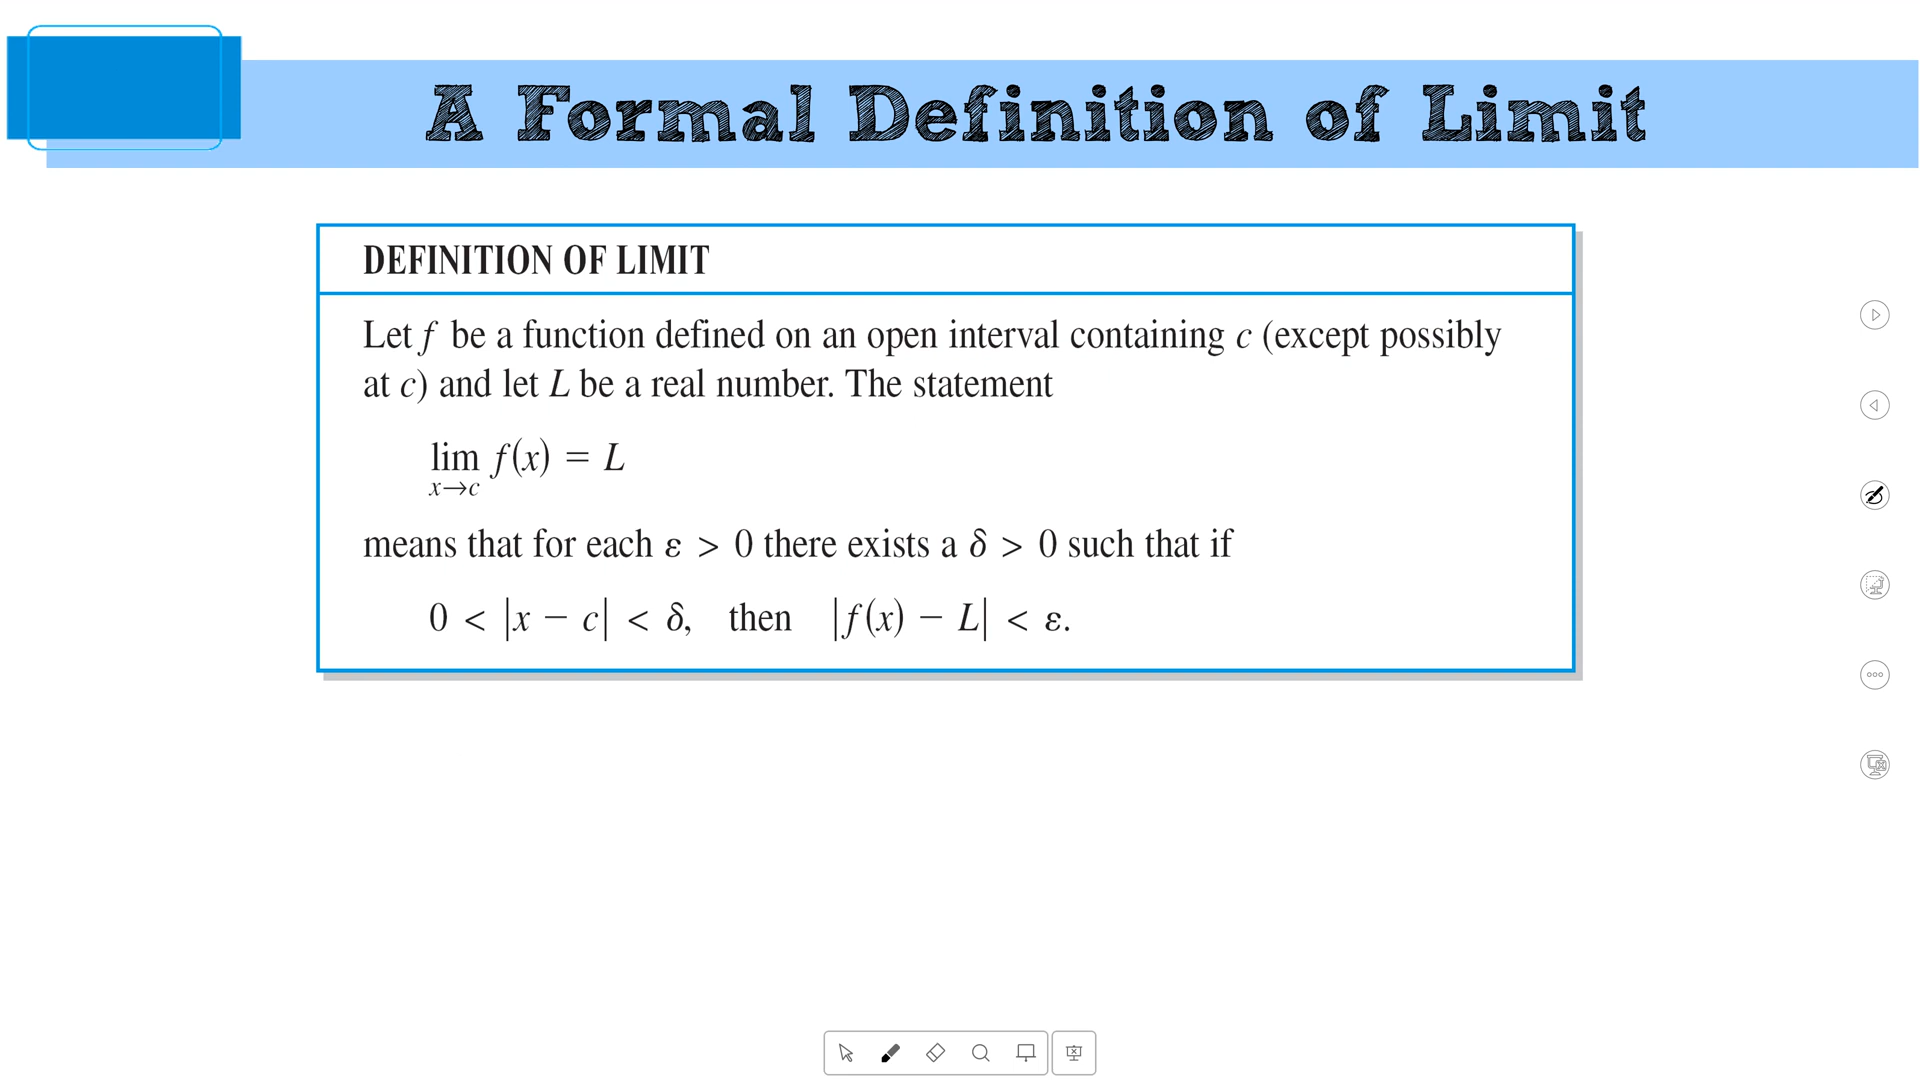 A Formal Definition of Limit
DEFINITION OF LIMIT
Let f be a function defined on an open interval containing c (except possibly
at c) and let L be a real number. The statement
lim f(x) = L
x→c
means that for each ε > 0 there exists a δ > 0 such that if
0 < |x − c| < δ, then |f(x) − L| < ε.